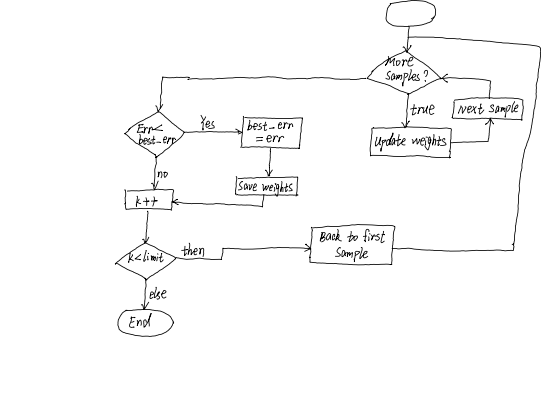 More
Samples?
true
Next sample
Update weights
Err<
best_err
Yes
best_err
=err
Save weights
no
k++
k<limit
then
Back to first
Sample
else
End